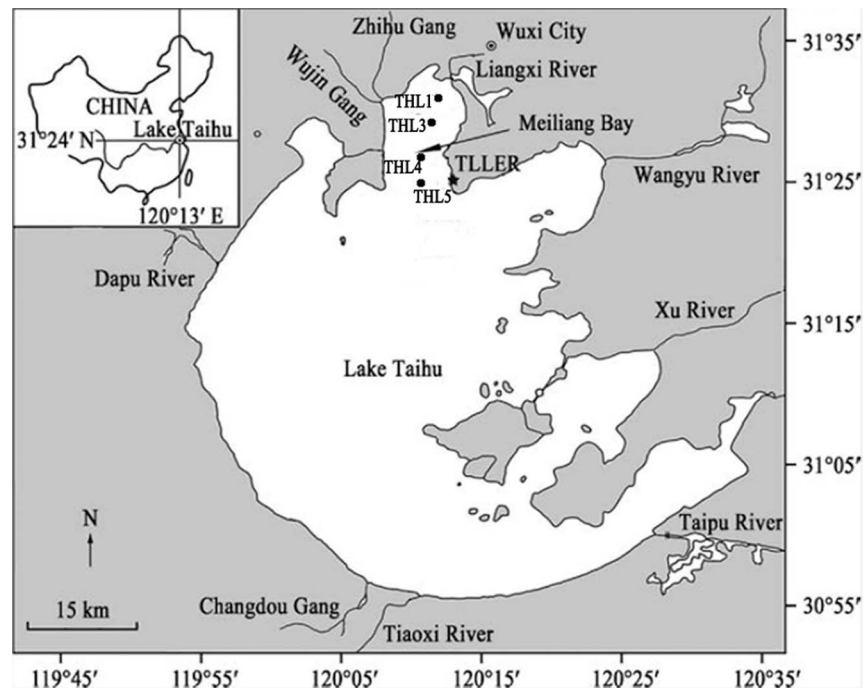 Zhihu Gang
Wuxi City
31°35′
Wujin Gang
Liangxi River
CHINA
THL1
THL3
Meiliang Bay
31°24′ N
Lake Taihu
THL4
TLLER
Wangyu River
31°25′
THL5
120°13′ E
Dapu River
Xu River
31°15′
Lake Taihu
31°05′
N
Taipu River
15 km
Changdou Gang
30°55′
Tiaoxi River
119°45′ 119°55′ 120°05′ 120°15′ 120°25′ 120°35′